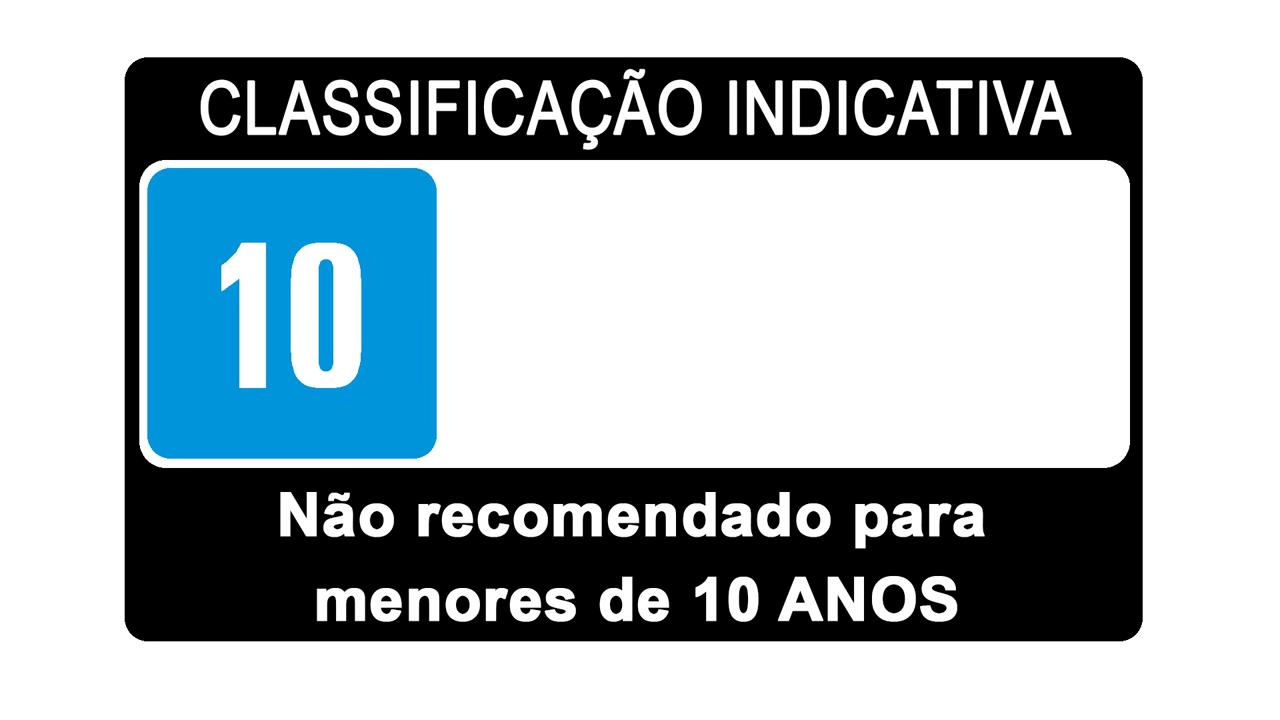 CLASSIFICAÇÃO INDICATIVA
10
Não recomendado para
menores de 10 ANOS